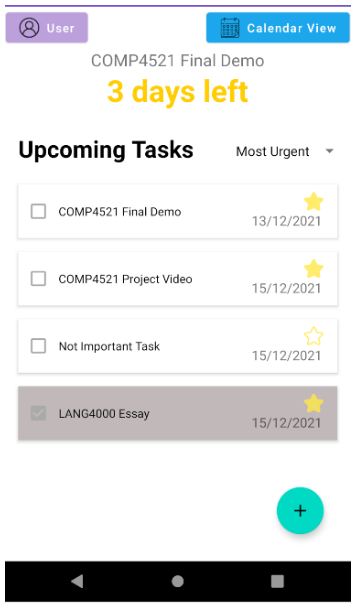 User
Calendar View
COMP4521 Final Demo
3 days left
Upcoming Tasks
Most Urgent
COMP4521 Final Demo
13/12/2021
COMP4521 Project Video
15/12/2021
Not Important Task
15/12/2021
LANG4000 Essay
15/12/2021
+